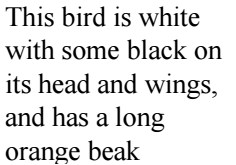 This bird is white
with some black on
its head and wings,
and has a long
orange beak